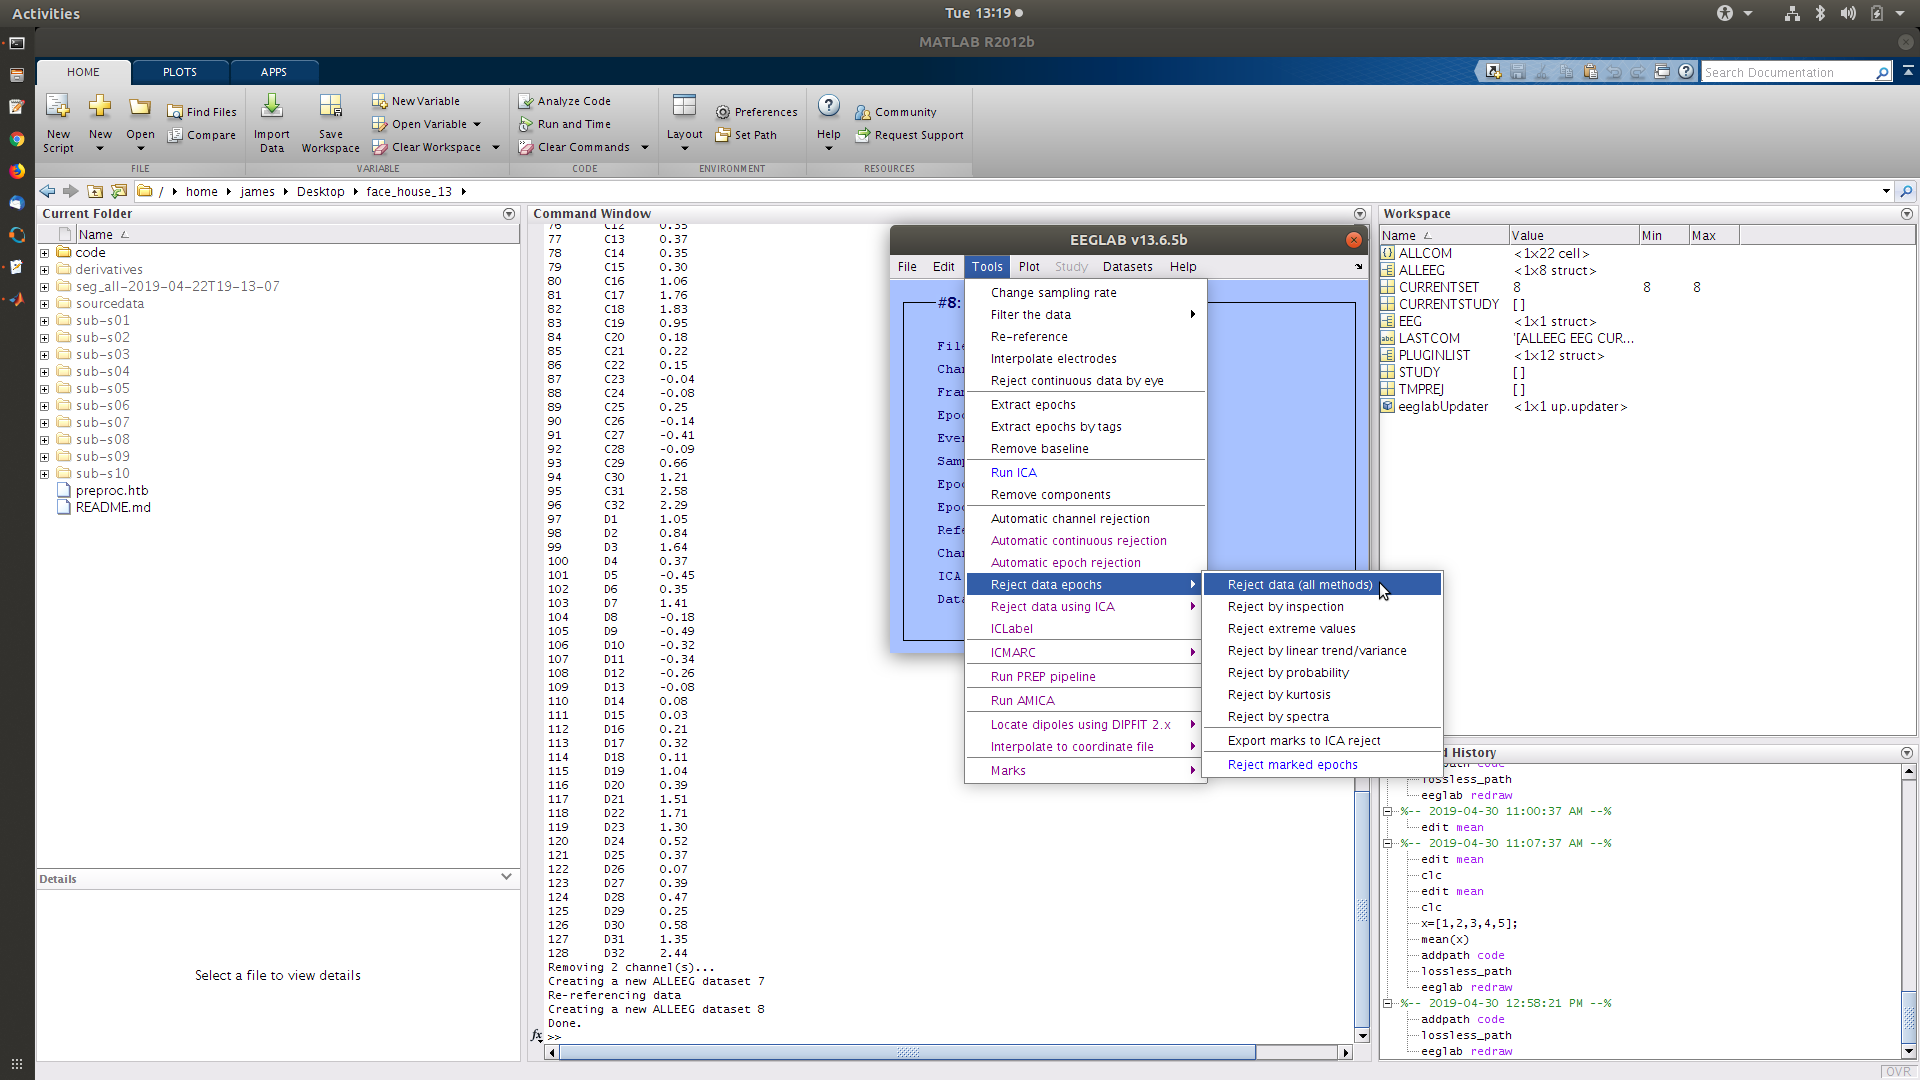 Activities
Tue 13:19
MATLAB R2012b
HOME PLOTS APPS
Search Documentation
New Script
New
Open
Find Files
Compare
FILE
Import Data
Save Workspace
New Variable
Open Variable
Clear Workspace
VARIABLE
Analyze Code
Run and Time
Clear Commands
CODE
Layout
Preferences
Set Path
ENVIRONMENT
Help
Community
Request Support
RESOURCES
/ home james Desktop face_house_13
Current Folder
Name
code
derivatives
seg_all-2019-04-22T19-13-07
sourcedata
sub-s01
sub-s02
sub-s03
sub-s04
sub-s05
sub-s06
sub-s07
sub-s08
sub-s09
sub-s10
preproc.htb
README.md
Details
Select a file to view details
Command Window
76 C12 0.35
77 C13 0.37
78 C14 0.35
79 C15 0.30
80 C16 1.06
81 C17 1.76
82 C18 1.83
83 C19 0.95
84 C20 0.18
85 C21 0.22
86 C22 0.15
87 C23 -0.04
88 C24 -0.08
89 C25 0.25
90 C26 -0.14
91 C27 -0.41
92 C28 -0.09
93 C29 0.66
94 C30 1.21
95 C31 2.58
96 C32 2.29
97 D1 1.05
98 D2 0.84
99 D3 1.64
100 D4 0.37
101 D5 -0.45
102 D6 0.35
103 D7 1.41
104 D8 -0.18
105 D9 -0.49
106 D10 -0.32
107 D11 -0.34
108 D12 -0.26
109 D13 -0.08
110 D14 0.08
111 D15 0.03
112 D16 0.21
113 D17 0.32
114 D18 0.11
115 D19 1.04
116 D20 0.39
117 D21 1.51
118 D22 1.71
119 D23 1.30
120 D24 0.52
121 D25 0.37
122 D26 0.07
123 D27 0.39
124 D28 0.47
125 D29 0.25
126 D30 0.58
127 D31 1.35
128 D32 2.44
Removing 2 channel(s)...
Creating a new ALLEEG dataset 7
Re-referencing data
Creating a new ALLEEG dataset 8
Done.
fx >>
EEGLAB v13.6.5b
File Edit Tools Plot Study Datasets Help
#8:
File
Chan
Fram
Epoc
Even
Samp
Epoc
Epoc
Refe
Chan
ICA
Data
Change sampling rate
Filter the data
Re-reference
Interpolate electrodes
Reject continuous data by eye
Extract epochs
Extract epochs by tags
Remove baseline
Run ICA
Remove components
Automatic channel rejection
Automatic continuous rejection
Automatic epoch rejection
Reject data epochs
Reject data using ICA
ICLabel
ICMARC
Run PREP pipeline
Run AMICA
Locate dipoles using DIPFIT 2.x
Interpolate to coordinate file
Marks
Reject data (all methods)
Reject by inspection
Reject extreme values
Reject by linear trend/variance
Reject by probability
Reject by kurtosis
Reject by spectra
Export marks to ICA reject
Reject marked epochs
Workspace
Name Value Min Max
ALLCOM <1x22 cell>
ALLEEG <1x8 struct>
CURRENTSET 8 8 8
CURRENTSTUDY []
EEG <1x1 struct>
LASTCOM '[ALLEEG EEG CUR...
PLUGINLIST <1x12 struct>
STUDY []
TMPREJ []
eeglabUpdater <1x1 up.updater>
d History
addpath code
lossless_path
eeglab redraw
%-- 2019-04-30 11:00:37 AM --%
edit mean
%-- 2019-04-30 11:07:37 AM --%
edit mean
clc
edit mean
clc
x=[1,2,3,4,5];
mean(x)
addpath code
lossless_path
eeglab redraw
%-- 2019-04-30 12:58:21 PM --%
addpath code
lossless_path
eeglab redraw
OVR